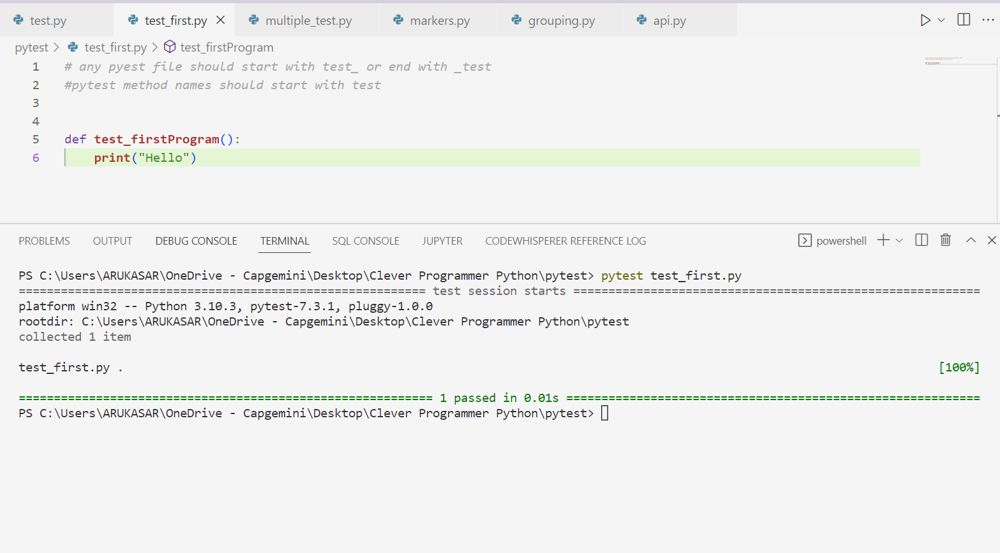 test.py test_first.py multiple_test.py markers.py grouping.py api.py
pytest > test_first.py > test_firstProgram
1 # any pyest file should start with test_ or end with _test
2 #pytest method names should start with test
3
4
5 def test_firstProgram():
6     print("Hello")
PROBLEMS OUTPUT DEBUG CONSOLE TERMINAL SQL CONSOLE JUPYTER CODEWHISPERER REFERENCE LOG powershell
PS C:\Users\ARUKASAR\OneDrive - Capgemini\Desktop\Clever Programmer Python\pytest> pytest test_first.py
========================================================== test session starts ==========================================================
platform win32 -- Python 3.10.3, pytest-7.3.1, pluggy-1.0.0
rootdir: C:\Users\ARUKASAR\OneDrive - Capgemini\Desktop\Clever Programmer Python\pytest
collected 1 item
test_first.py . [100%]
=========================================================== 1 passed in 0.01s ===========================================================
PS C:\Users\ARUKASAR\OneDrive - Capgemini\Desktop\Clever Programmer Python\pytest>